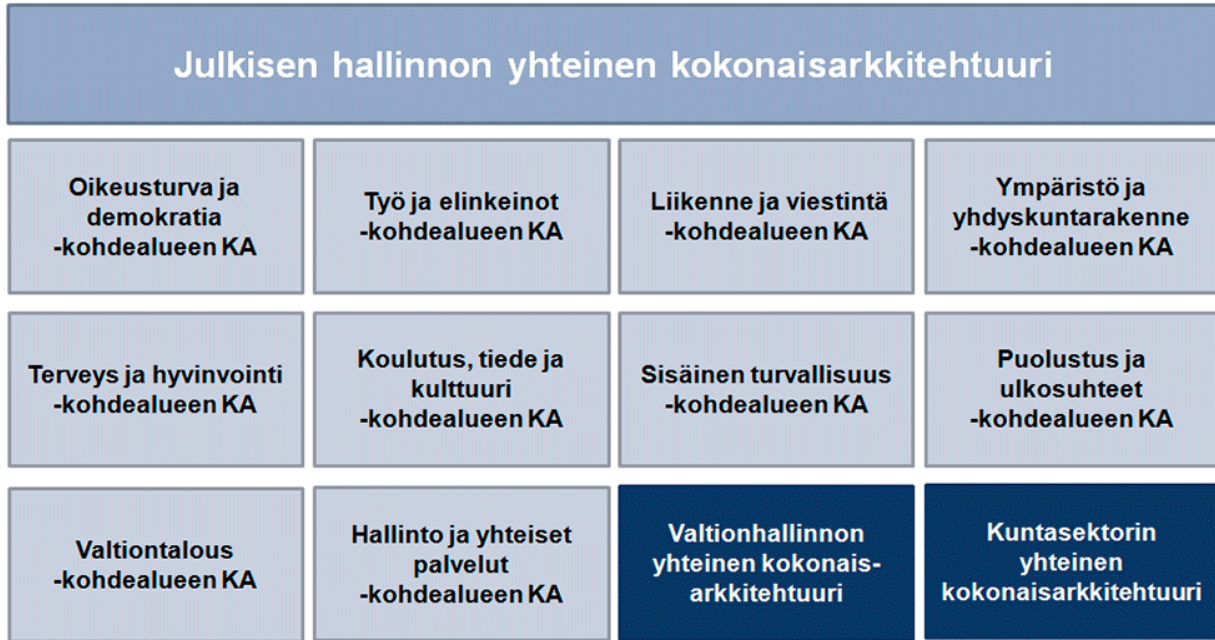 Julkisen hallinnon yhteinen kokonaisarkkitehtuuri
Oikeusturva ja
demokratia
-kohdealueen KA
Työ ja elinkeinot
-kohdealueen KA
Liikenne ja viestintä
-kohdealueen KA
Ympäristö ja
yhdyskuntarakenne
-kohdealueen KA
Terveys ja hyvinvointi
-kohdealueen KA
Koulutus, tiede ja
kulttuuri
-kohdealueen KA
Sisäinen turvallisuus
-kohdealueen KA
Puolustus ja
ulkosuhteet
-kohdealueen KA
Valtiontalous
-kohdealueen KA
Hallinto ja yhteiset
palvelut
-kohdealueen KA
Valtionhallinnon
yhteinen kokonais-
arkkitehtuuri
Kuntasektorin
yhteinen
kokonaisarkkitehtuuri